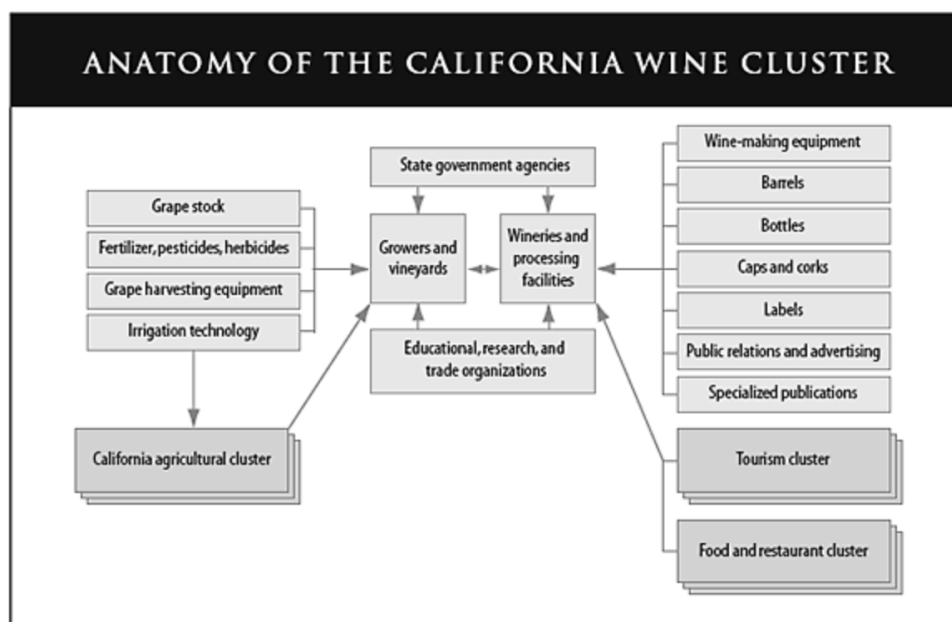 ANATOMY OF THE CALIFORNIA WINE CLUSTER
State government agencies
Grape stock
Fertilizer, pesticides, herbicides
Grape harvesting equipment
Irrigation technology
California agricultural cluster
Growers and
vineyards
Wineries and
processing
facilities
Educational, research, and
trade organizations
Wine-making equipment
Barrels
Bottles
Caps and corks
Labels
Public relations and advertising
Specialized publications
Tourism cluster
Food and restaurant cluster